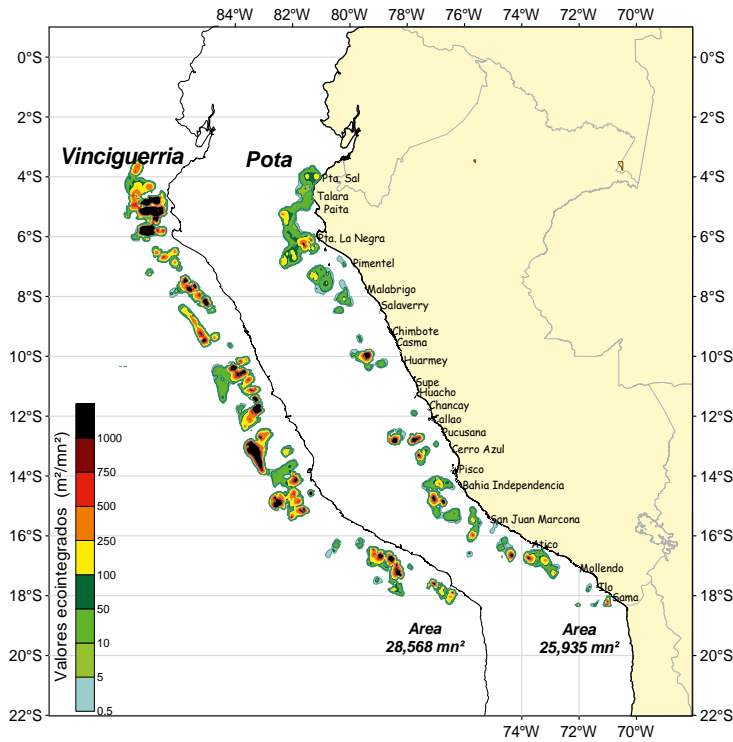 84°W 82°W 80°W 78°W 76°W 74°W 72°W 70°W
0°S
2°S
4°S
6°S
8°S
10°S
12°S
14°S
16°S
18°S
20°S
22°S
Vinciguerria
Pota
Pta. Sal
Talara
Paita
Pta. La Negra
Pimentel
Malabrigo
Salaverry
Chimbote
Casma
Huarmey
Supe
Huacho
Chancay
Callao
Pucusana
Cerro Azul
Pisco
Bahia Independencia
San Juan Marcona
Atico
Mollendo
Ilo
Sama
Valores ecointegrados (m²/mn²)
1000
750
500
250
100
50
10
5
0.5
Area
28,568 mn²
Area
25,935 mn²
74°W 72°W 70°W